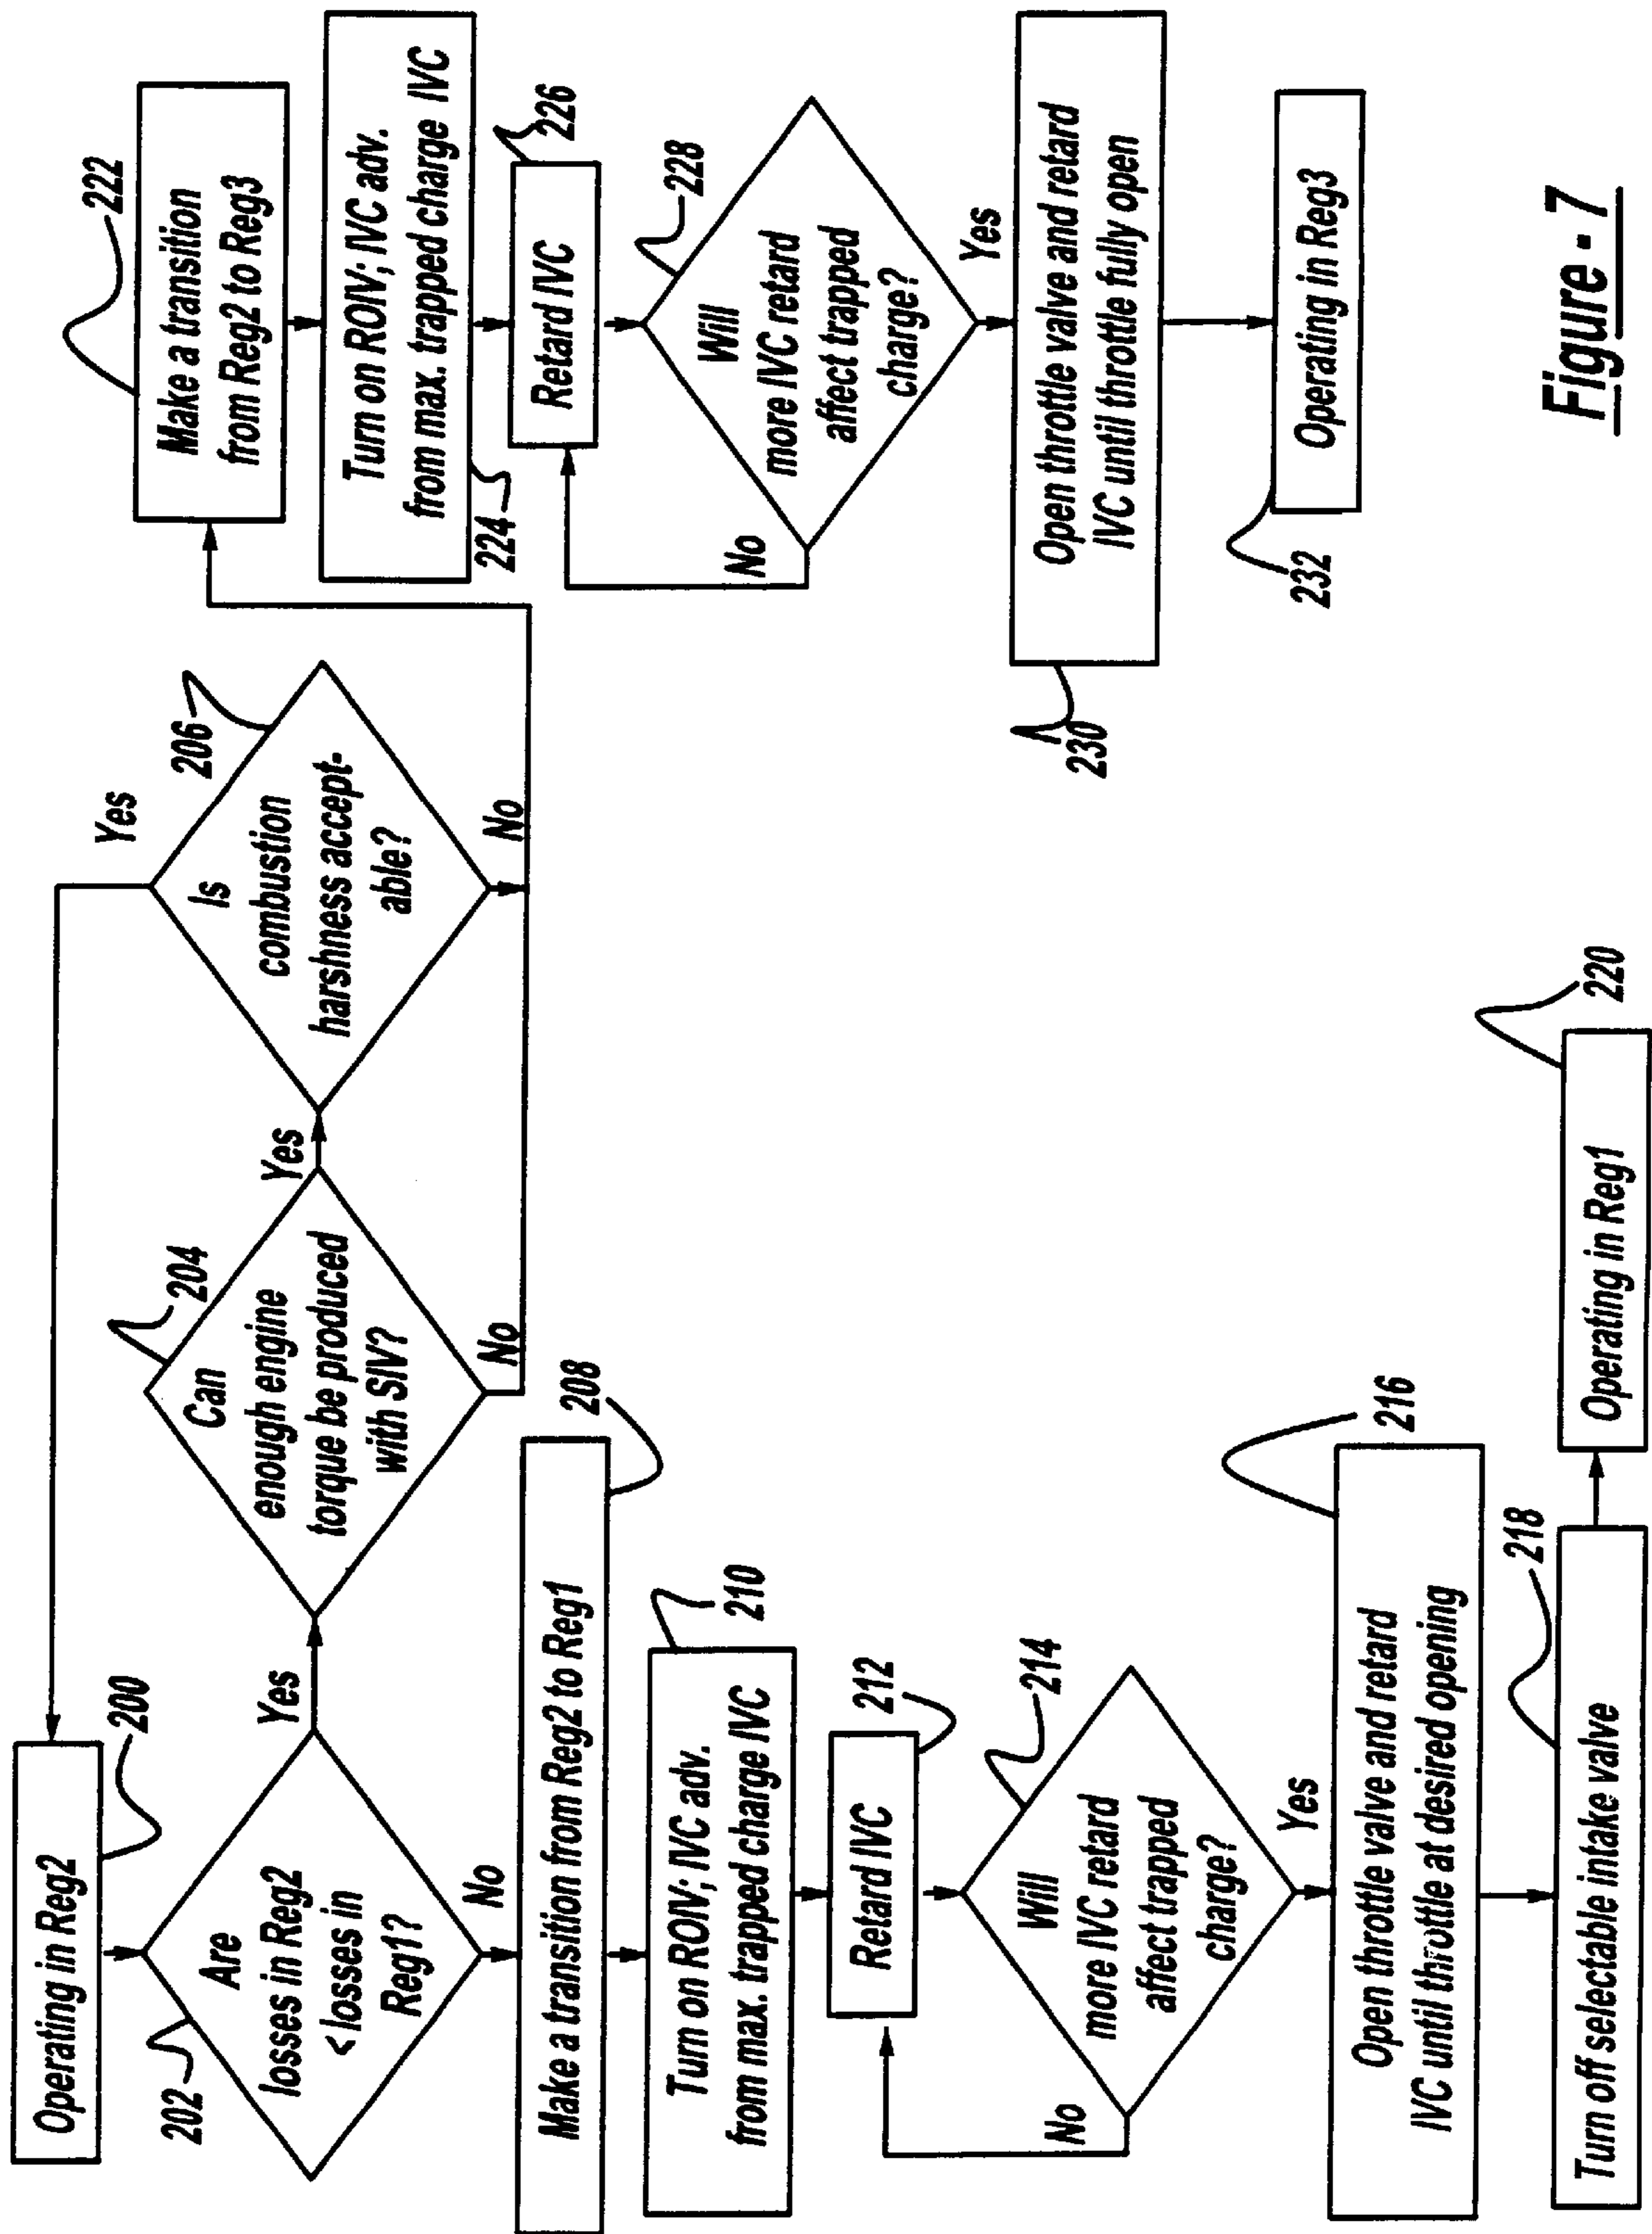 Operating in Reg2
200
Are
losses in Reg2
< losses in
Reg1?
202
Yes
No
Can
enough engine
torque be produced
with SIV?
204
Yes
No
Is
combustion
harshness accept-
able?
206
Yes
No
Make a transition from Reg2 to Reg1
208
Turn on ROIV; IVC adv.
from max. trapped charge IVC
210
Retard IVC
212
Will
more IVC retard
affect trapped
charge?
214
No
Yes
Open throttle valve and retard
IVC until throttle at desired opening
216
Turn off selectable intake valve
218
Operating in Reg1
220
Make a transition
from Reg2 to Reg3
222
Turn on ROIV; IVC adv.
from max. trapped charge IVC
224
Retard IVC
226
Will
more IVC retard
affect trapped
charge?
228
No
Yes
Open throttle valve and retard
IVC until throttle fully open
230
Operating in Reg3
232
Figure - 7